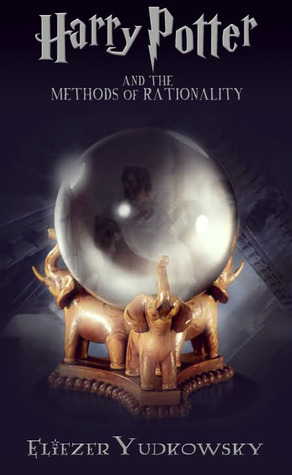 Harry Potter
AND THE
METHODS OF RATIONALITY
ELIEZER YUDKOWSKY